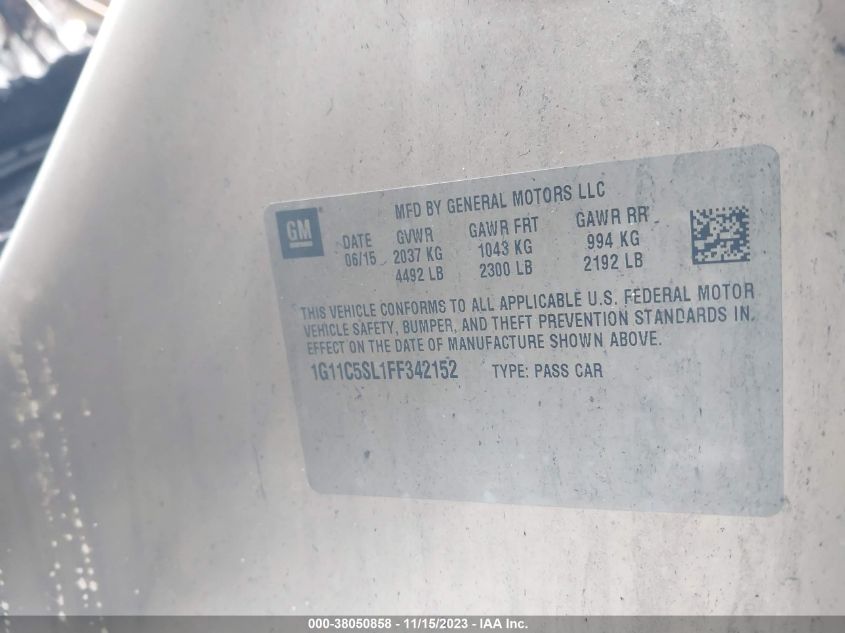 MFD BY GENERAL MOTORS LLC
GM
DATE GVWR GAWR FRT GAWR RR
06/15 2037 KG 1043 KG 994 KG
4492 LB 2300 LB 2192 LB
THIS VEHICLE CONFORMS TO ALL APPLICABLE U.S. FEDERAL MOTOR
VEHICLE SAFETY, BUMPER, AND THEFT PREVENTION STANDARDS IN
EFFECT ON THE DATE OF MANUFACTURE SHOWN ABOVE.
1G11C5SL1FF342152 TYPE: PASS CAR
000-38050858 - 11/15/2023 - IAA Inc.